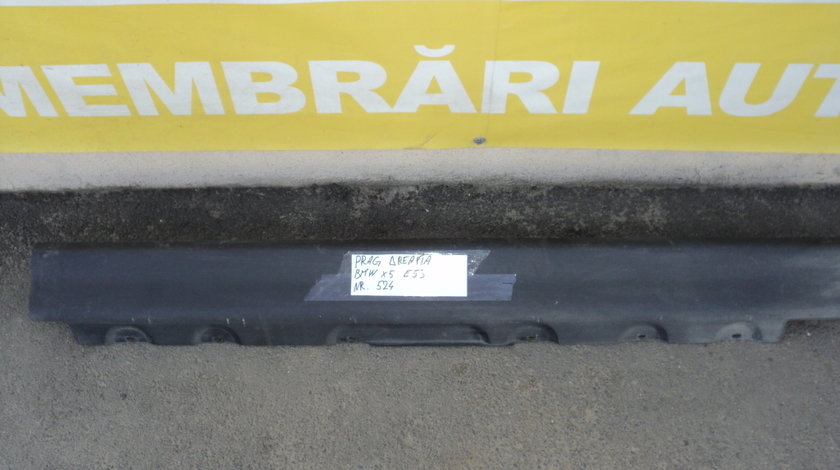 MEMBRĂRI AUT
PRAG DREAPTA
BMW X5 E53
NR. 524